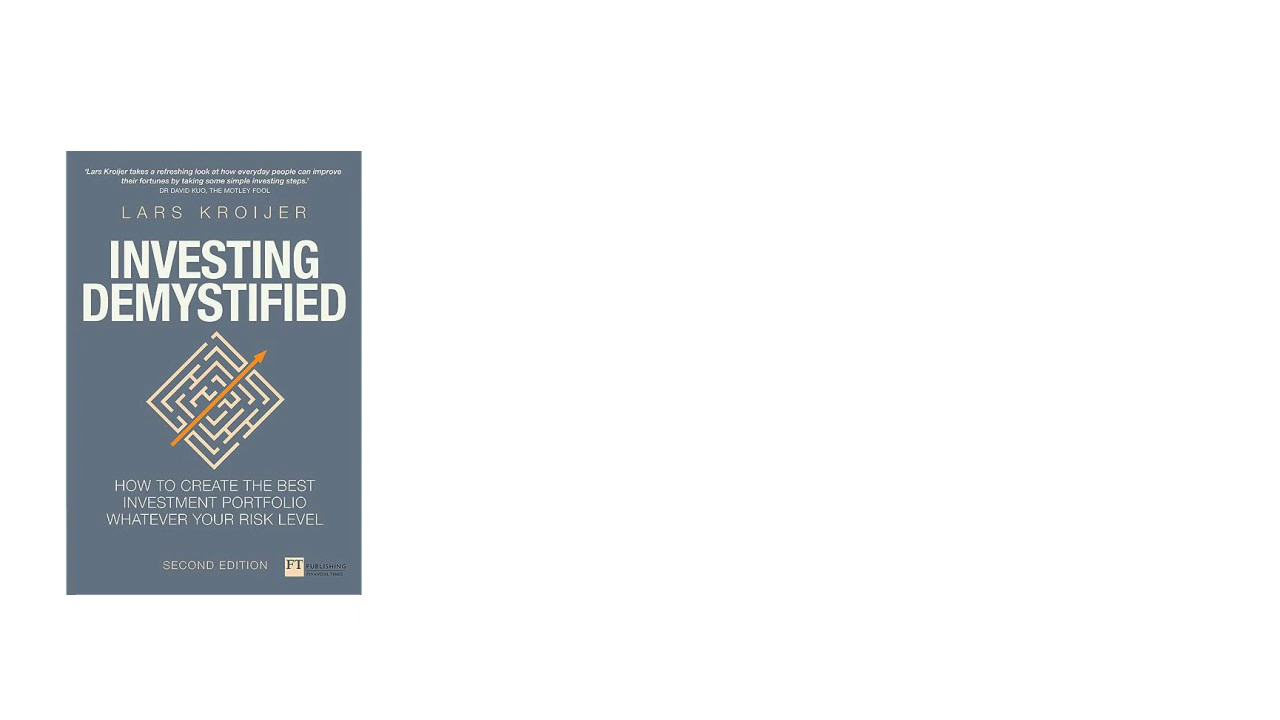 'Lars Kroijer takes a refreshing look at how everyday people can improve
their fortunes by taking some simple investing steps.'
DR DAVID KUO, THE MOTLEY FOOL
LARS KROIJER
INVESTING
DEMYSTIFIED
HOW TO CREATE THE BEST
INVESTMENT PORTFOLIO
WHATEVER YOUR RISK LEVEL
SECOND EDITION
FT PUBLISHING
FINANCIAL TIMES